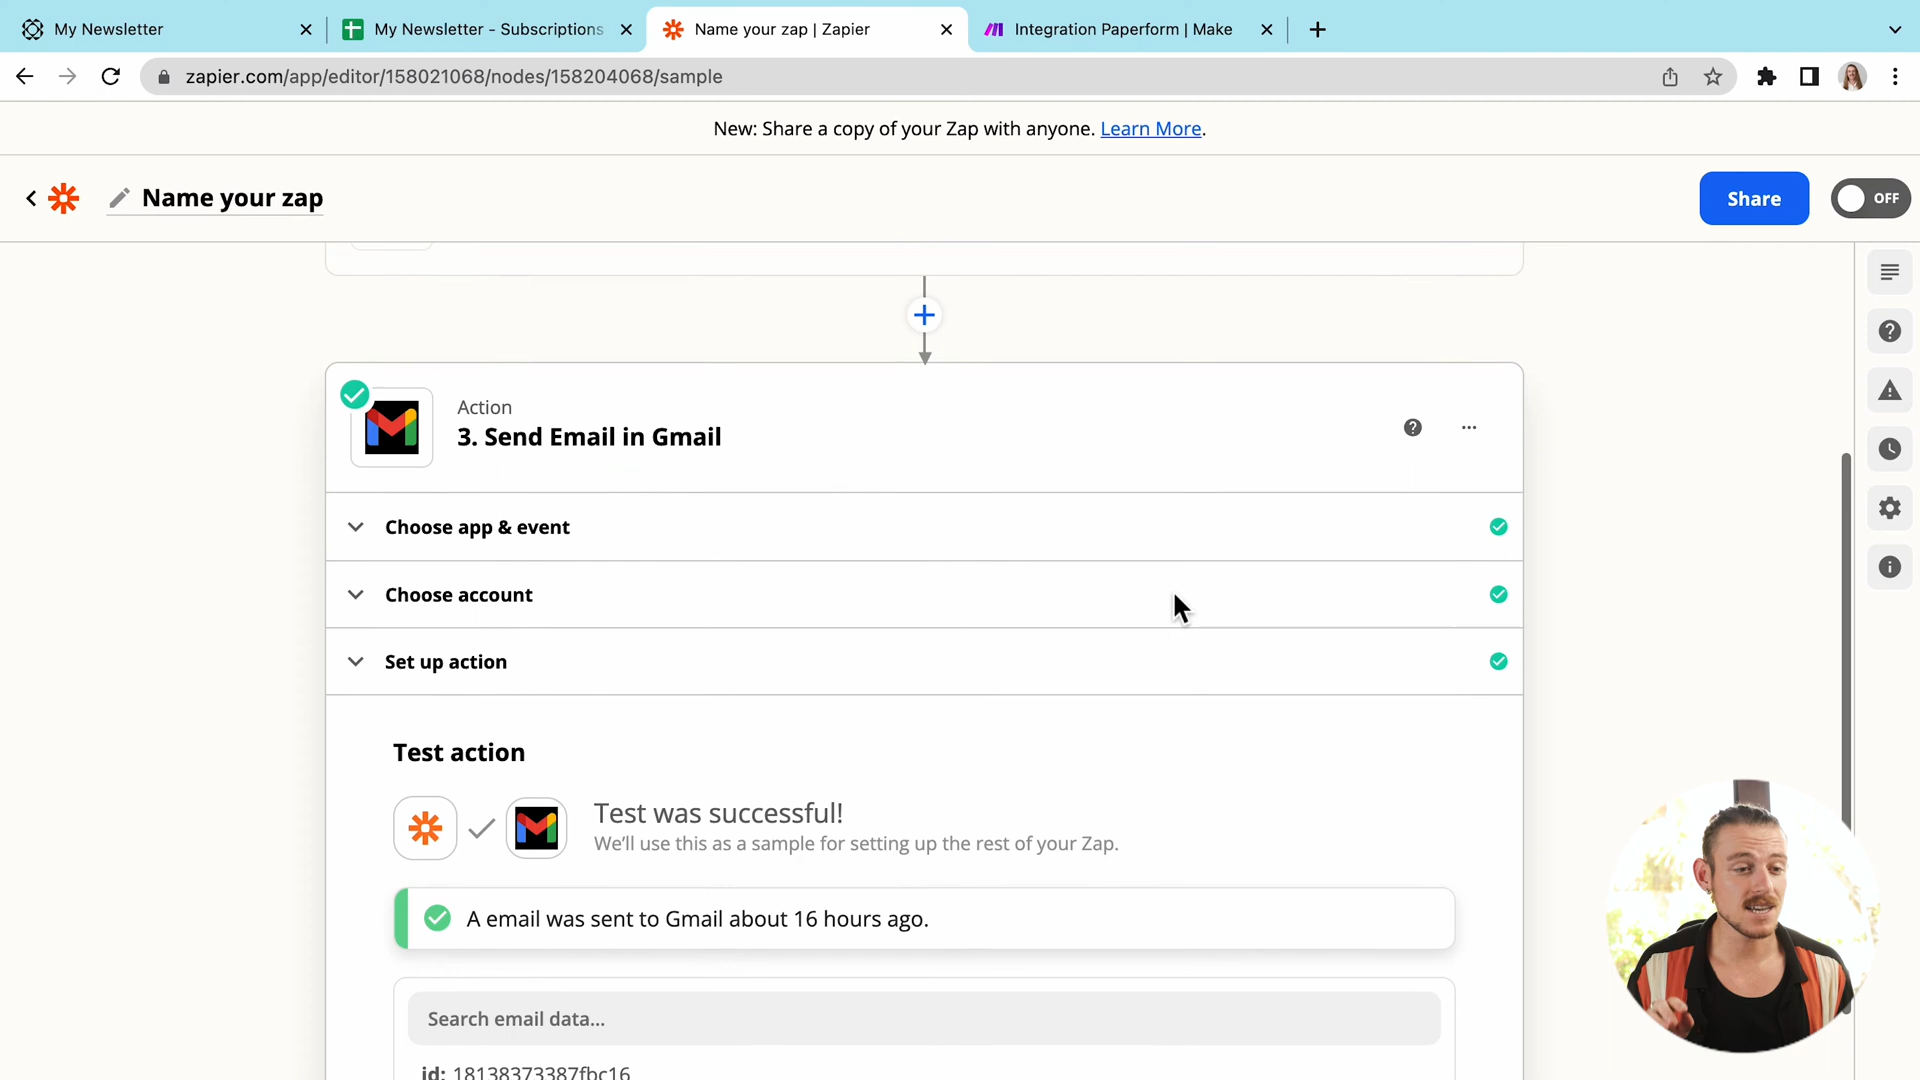 My Newsletter
My Newsletter - Subscriptions
Name your zap | Zapier
Integration Paperform | Make
zapier.com/app/editor/158021068/nodes/158204068/sample
New: Share a copy of your Zap with anyone. Learn More.
Name your zap
Share
OFF
Action
3. Send Email in Gmail
Choose app & event
Choose account
Set up action
Test action
Test was successful!
We'll use this as a sample for setting up the rest of your Zap.
A email was sent to Gmail about 16 hours ago.
Search email data...
id: 18138373387fbc16